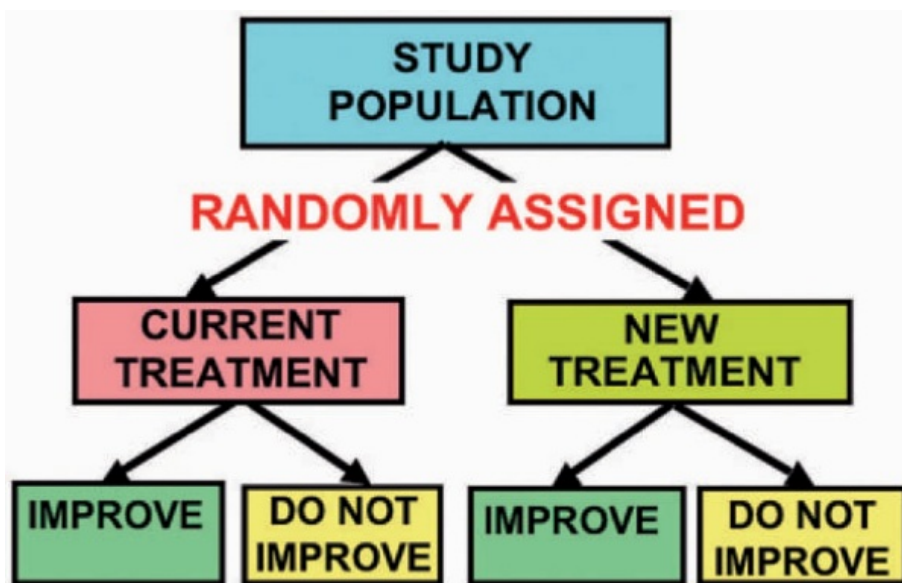 STUDY
POPULATION
RANDOMLY ASSIGNED
CURRENT
TREATMENT
NEW
TREATMENT
IMPROVE
DO NOT
IMPROVE
IMPROVE
DO NOT
IMPROVE